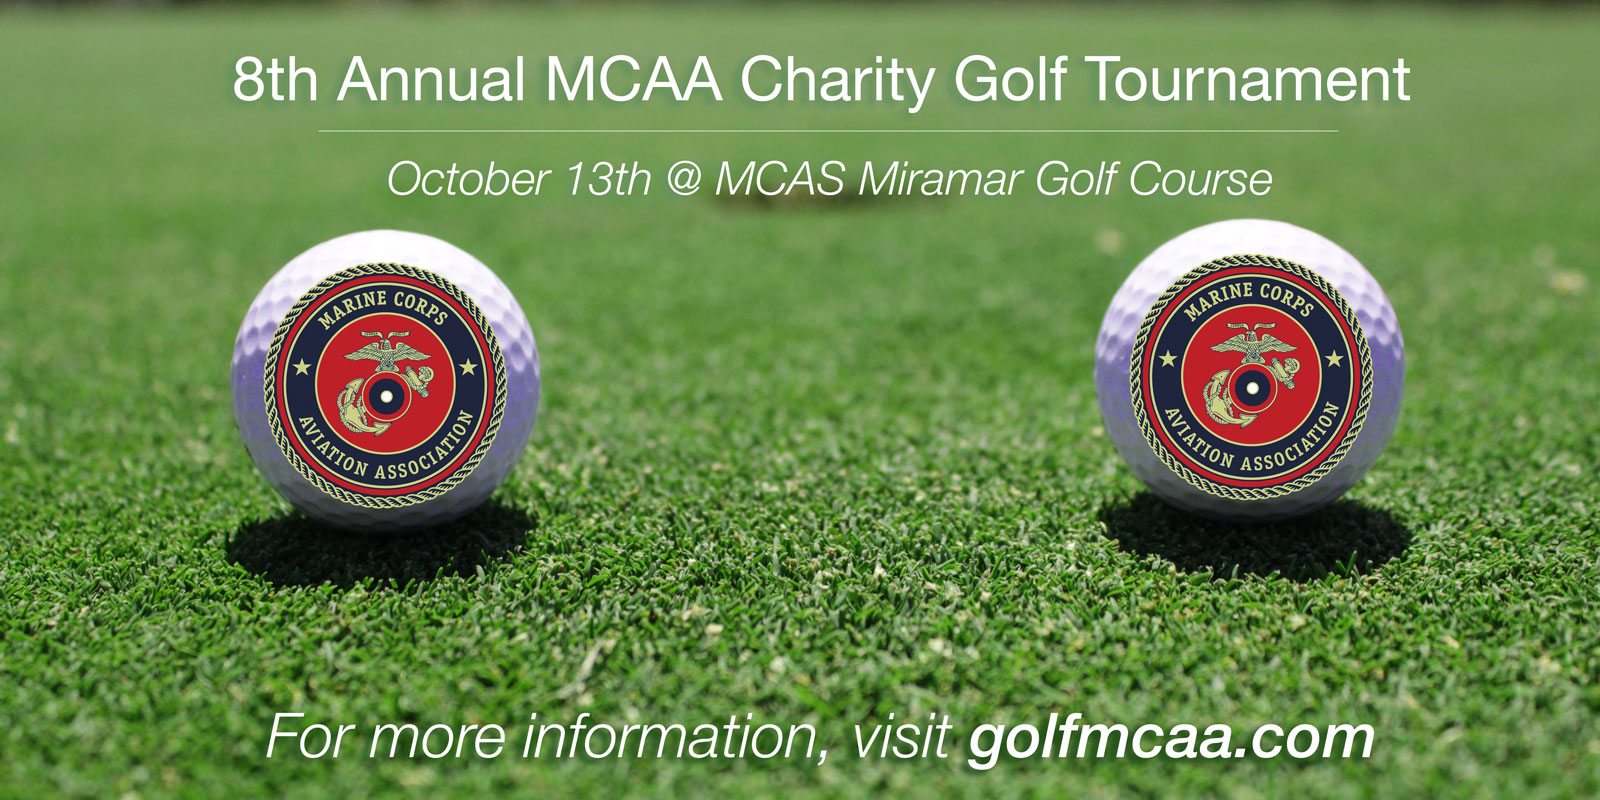 8th Annual MCAA Charity Golf Tournament
October 13th @ MCAS Miramar Golf Course
MARINE CORPS
AVIATION ASSOCIATION
MARINE CORPS
AVIATION ASSOCIATION
For more information, visit golfmcaa.com